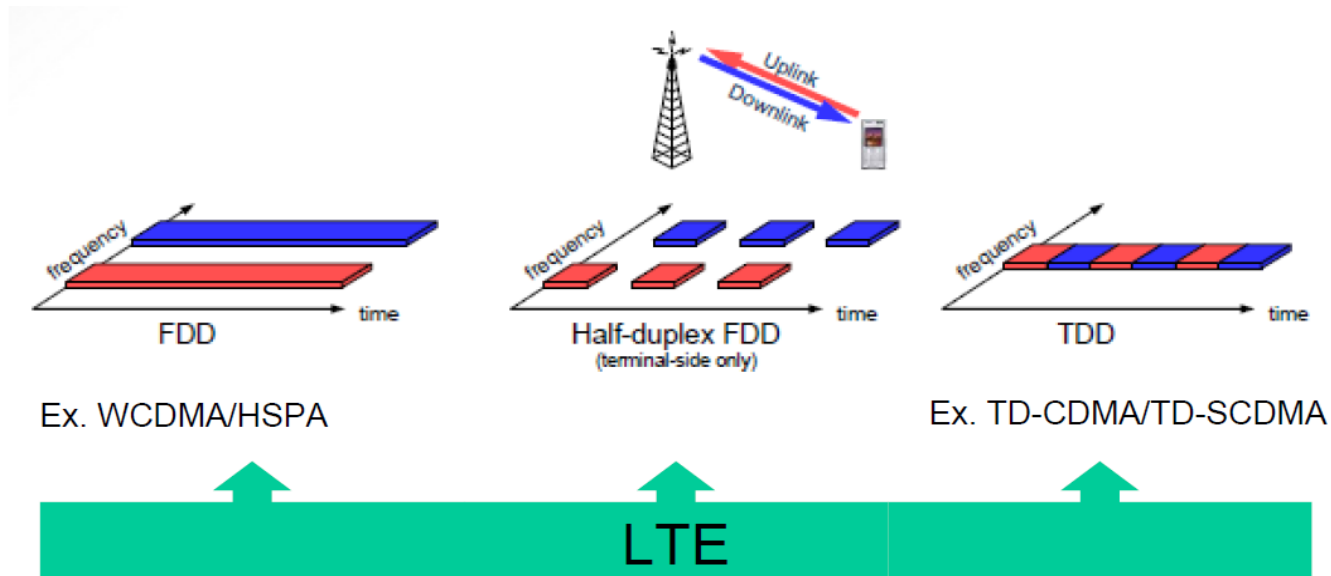 Uplink
Downlink
frequency
time
FDD
frequency
time
Half-duplex FDD
(terminal-side only)
frequency
time
TDD
Ex. WCDMA/HSPA
Ex. TD-CDMA/TD-SCDMA
LTE